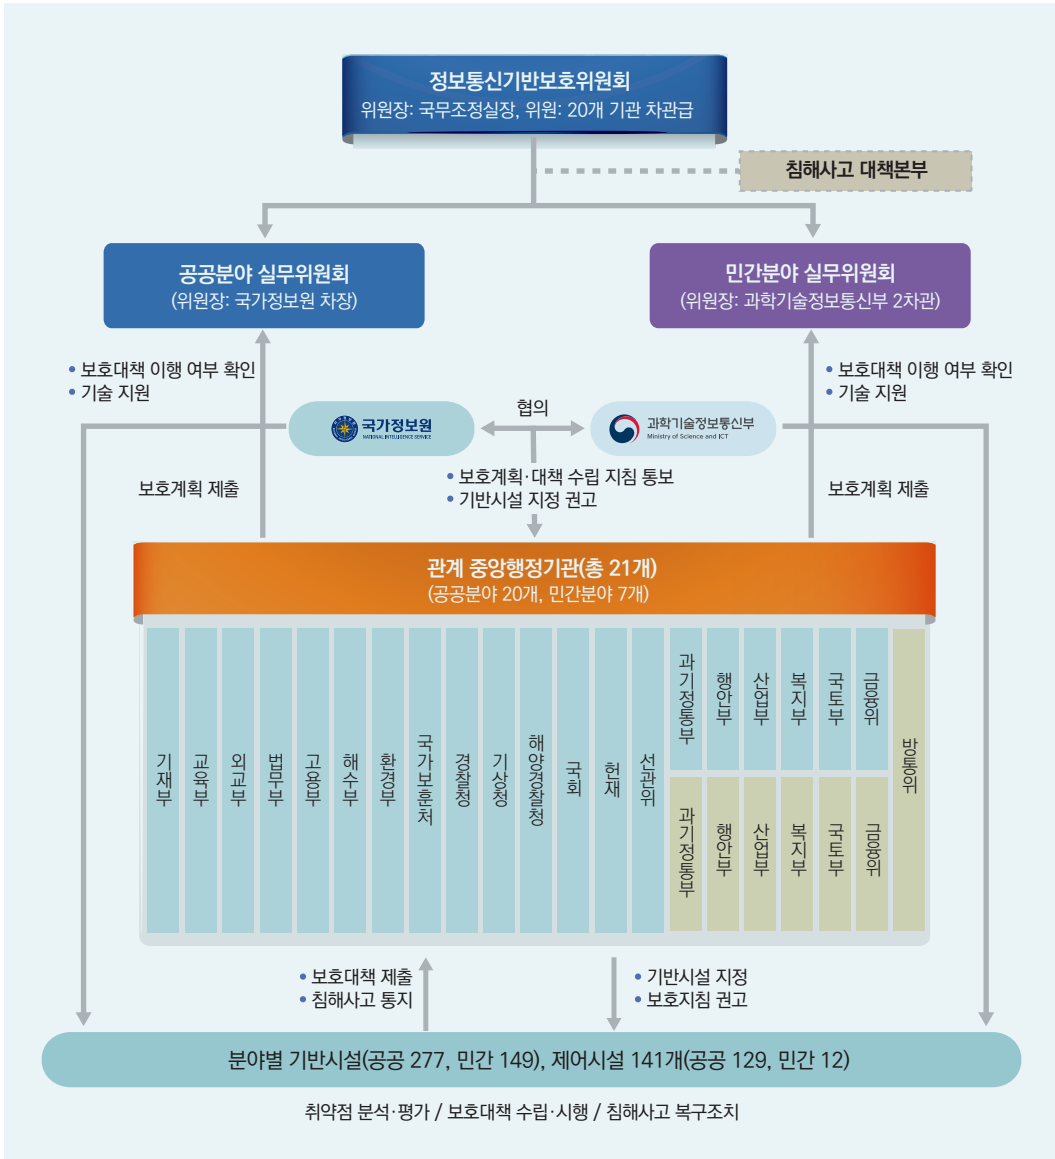 정보통신기반보호위원회
위원장: 국무조정실장, 위원: 20개 기관 차관급
침해사고 대책본부
공공분야 실무위원회
(위원장: 국가정보원 차장)
민간분야 실무위원회
(위원장: 과학기술정보통신부 2차관)
• 보호대책 이행 여부 확인
• 기술 지원
• 보호대책 이행 여부 확인
• 기술 지원
국가정보원
NATIONAL INTELLIGENCE SERVICE
협의
과학기술정보통신부
Ministry of Science and ICT
보호계획 제출
• 보호계획·대책 수립 지침 통보
• 기반시설 지정 권고
보호계획 제출
관계 중앙행정기관(총 21개)
(공공분야 20개, 민간분야 7개)
기재부
교육부
외교부
법무부
고용부
해수부
환경부
국가보훈처
경찰청
기상청
해양경찰청
국회
헌재
선관위
과기정통부
행안부
산업부
복지부
국토부
금융위
과기정통부
행안부
산업부
복지부
국토부
금융위
방통위
• 보호대책 제출
• 침해사고 통지
• 기반시설 지정
• 보호지침 권고
분야별 기반시설(공공 277, 민간 149), 제어시설 141개(공공 129, 민간 12)
취약점 분석·평가 / 보호대책 수립·시행 / 침해사고 복구조치